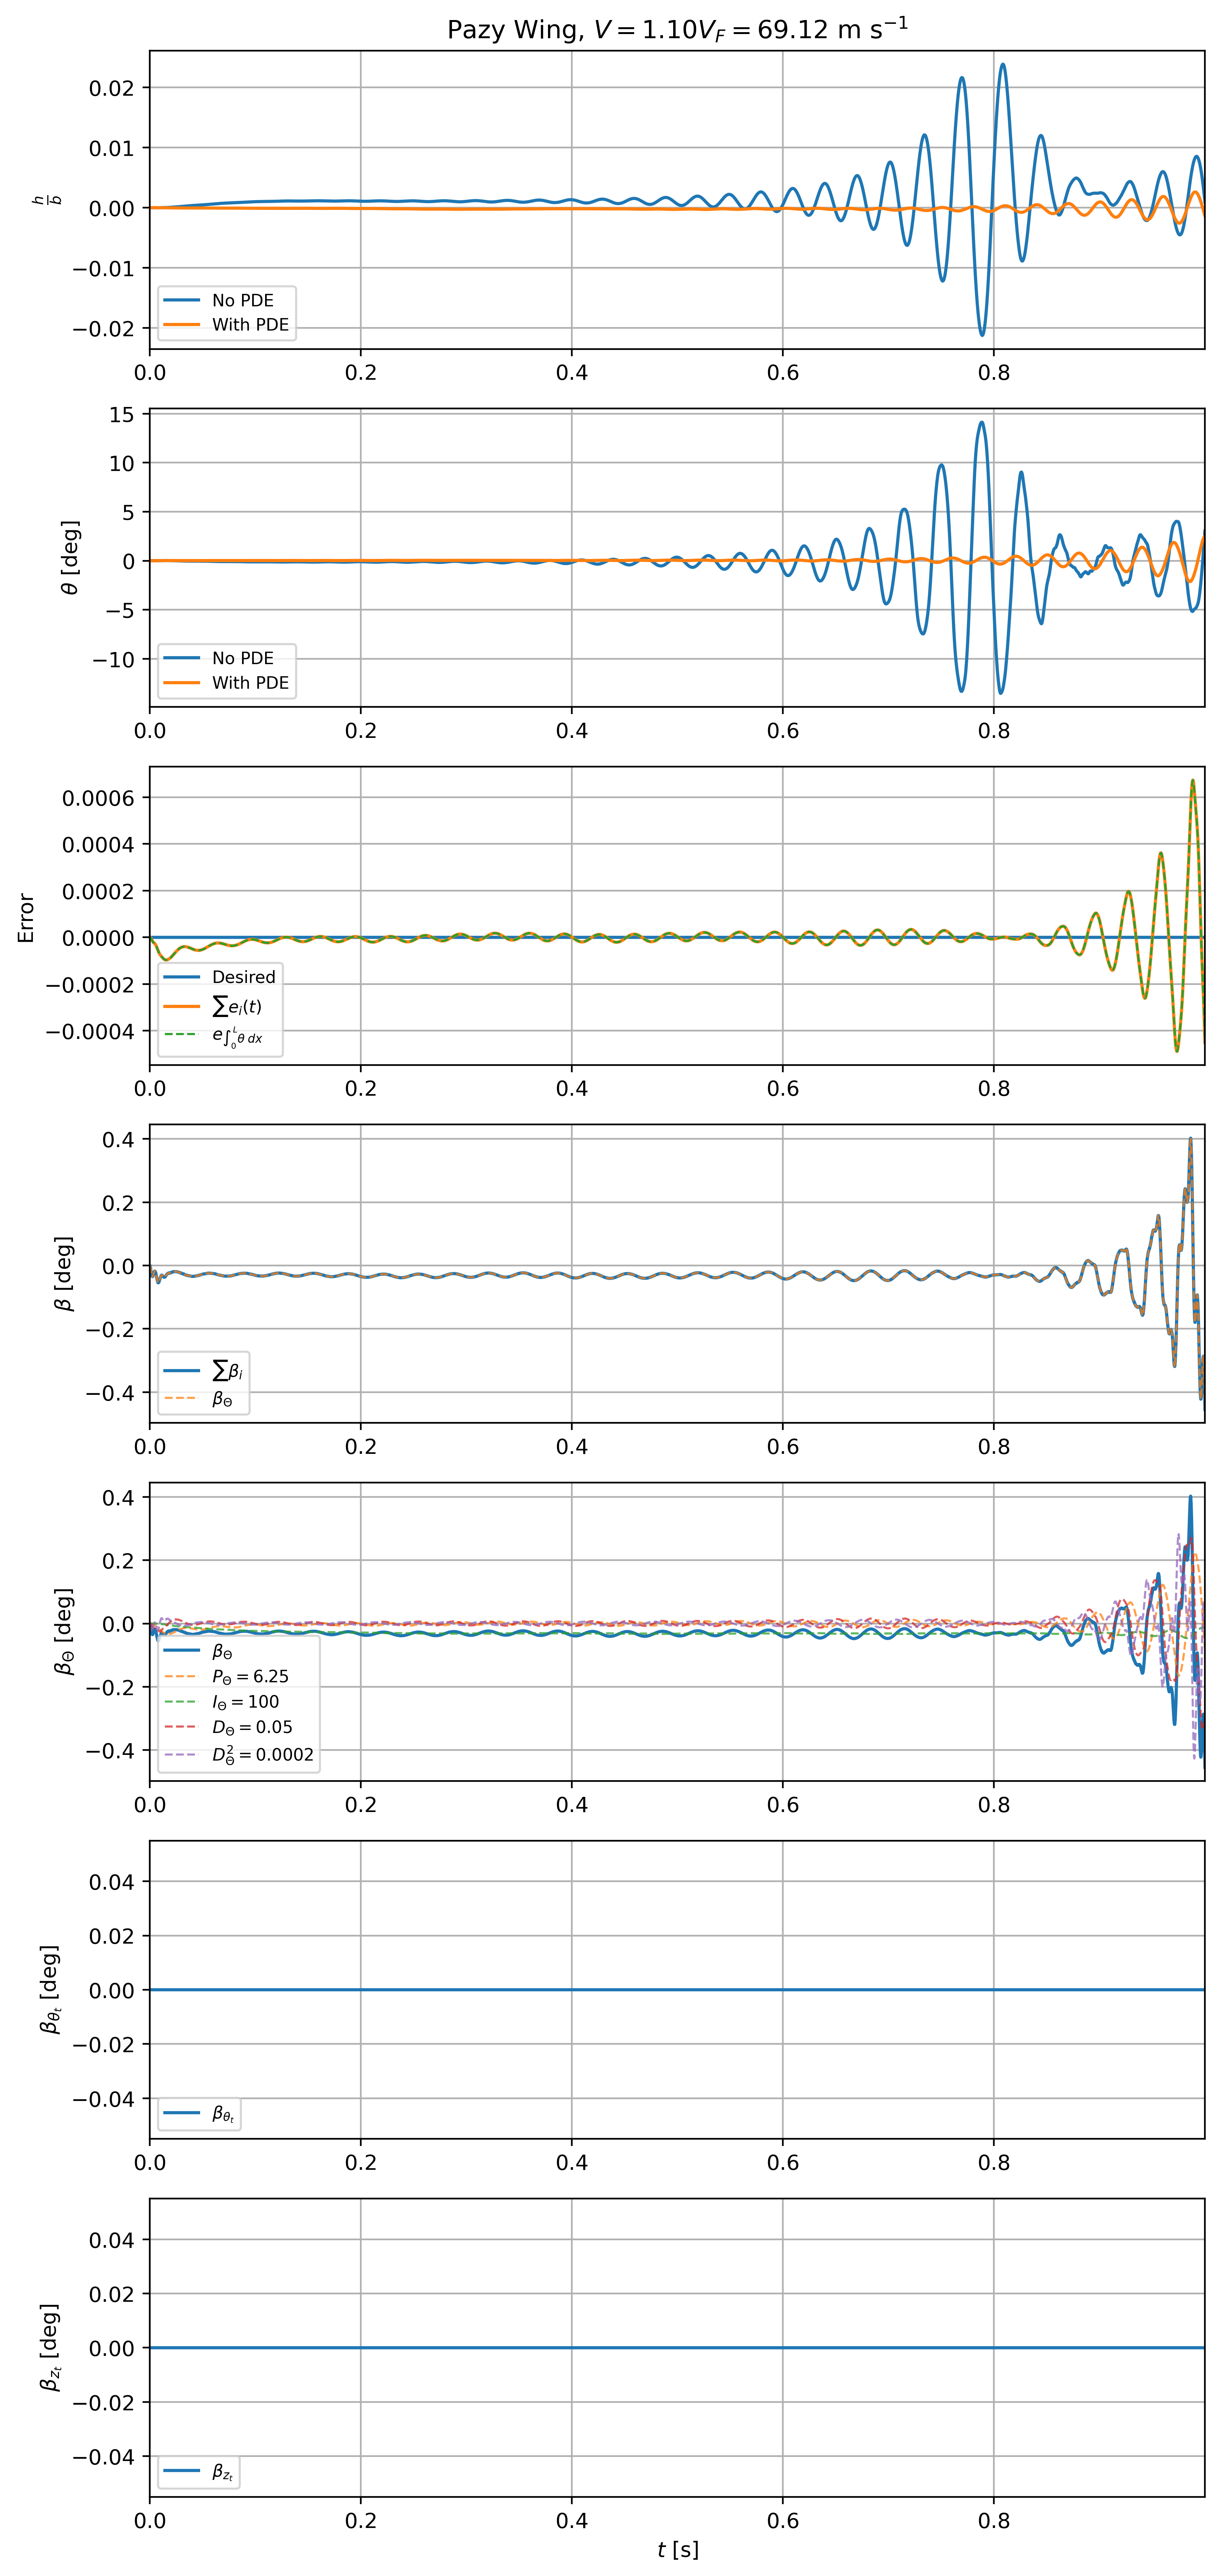 Pazy Wing, V = 1.10V_F = 69.12 m s⁻¹
h/b
0.02
0.01
0.00
−0.01
−0.02
No PDE
With PDE
0.0 0.2 0.4 0.6 0.8
θ [deg]
15
10
5
0
−5
−10
No PDE
With PDE
0.0 0.2 0.4 0.6 0.8
Error
0.0006
0.0004
0.0002
0.0000
−0.0002
−0.0004
Desired
∑e_i(t)
e_{∫_0^L θ dx}
0.0 0.2 0.4 0.6 0.8
β [deg]
0.4
0.2
0.0
−0.2
−0.4
∑β_i
β_Θ
0.0 0.2 0.4 0.6 0.8
β_Θ [deg]
0.4
0.2
0.0
−0.2
−0.4
β_Θ
P_Θ = 6.25
I_Θ = 100
D_Θ = 0.05
D_Θ^2 = 0.0002
0.0 0.2 0.4 0.6 0.8
β_{θ_t} [deg]
0.04
0.02
0.00
−0.02
−0.04
β_{θ_t}
0.0 0.2 0.4 0.6 0.8
β_{z_t} [deg]
0.04
0.02
0.00
−0.02
−0.04
β_{z_t}
0.0 0.2 0.4 0.6 0.8
t [s]